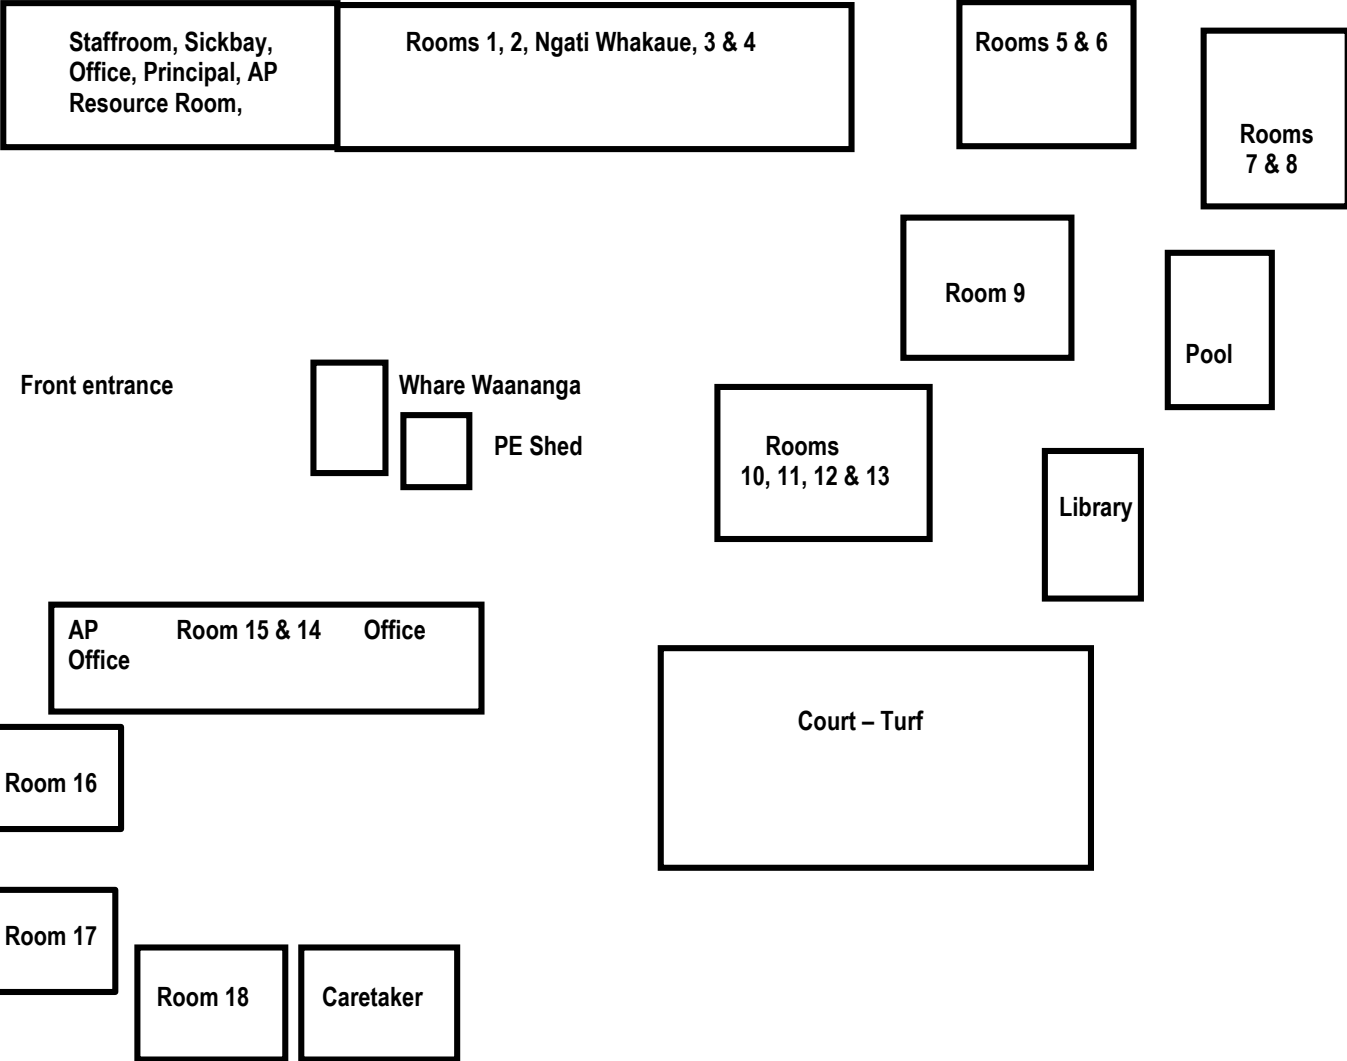 Staffroom, Sickbay,
Office, Principal, AP
Resource Room,
Rooms 1, 2, Ngati Whakaue, 3 & 4
Rooms 5 & 6
Rooms
7 & 8
Room 9
Pool
Front entrance
Whare Waananga
PE Shed
Rooms
10, 11, 12 & 13
Library
AP Room 15 & 14 Office
Office
Court – Turf
Room 16
Room 17
Room 18
Caretaker